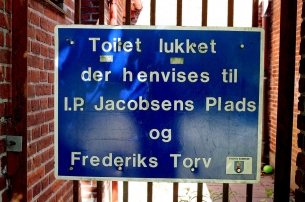 Toilet lukket
der henvises til
I.P. Jacobsens Plads
og
Frederiks Torv